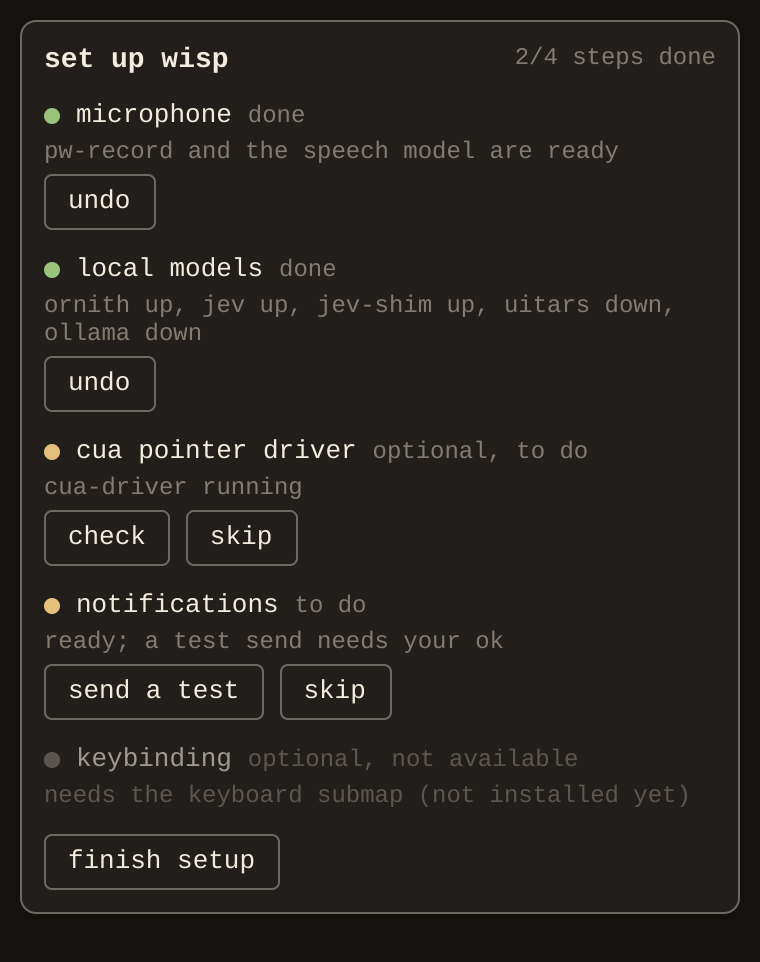 set up wisp
2/4 steps done
microphone done
pw-record and the speech model are ready
undo
local models done
ornith up, jev up, jev-shim up, uitars down,
ollama down
undo
cua pointer driver optional, to do
cua-driver running
check skip
notifications to do
ready; a test send needs your ok
send a test skip
keybinding optional, not available
needs the keyboard submap (not installed yet)
finish setup